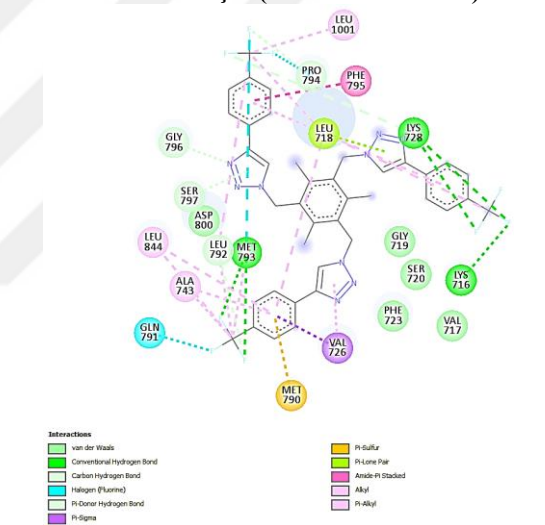 LEU
1001
PRO
794
PHE
795
LEU
718
LYS
728
GLY
796
SER
797
ASP
800
LEU
844
LEU
792
MET
793
GLY
719
SER
720
LYS
716
ALA
743
PHE
723
VAL
717
GLN
791
VAL
726
MET
790
N
N
N
N
N
N
N
N
N
Interactions
van der Waals
Conventional Hydrogen Bond
Carbon Hydrogen Bond
Halogen (Fluorine)
Pi-Donor Hydrogen Bond
Pi-Sigma
Pi-Sulfur
Pi-Lone Pair
Amide-Pi Stacked
Alkyl
Pi-Alkyl